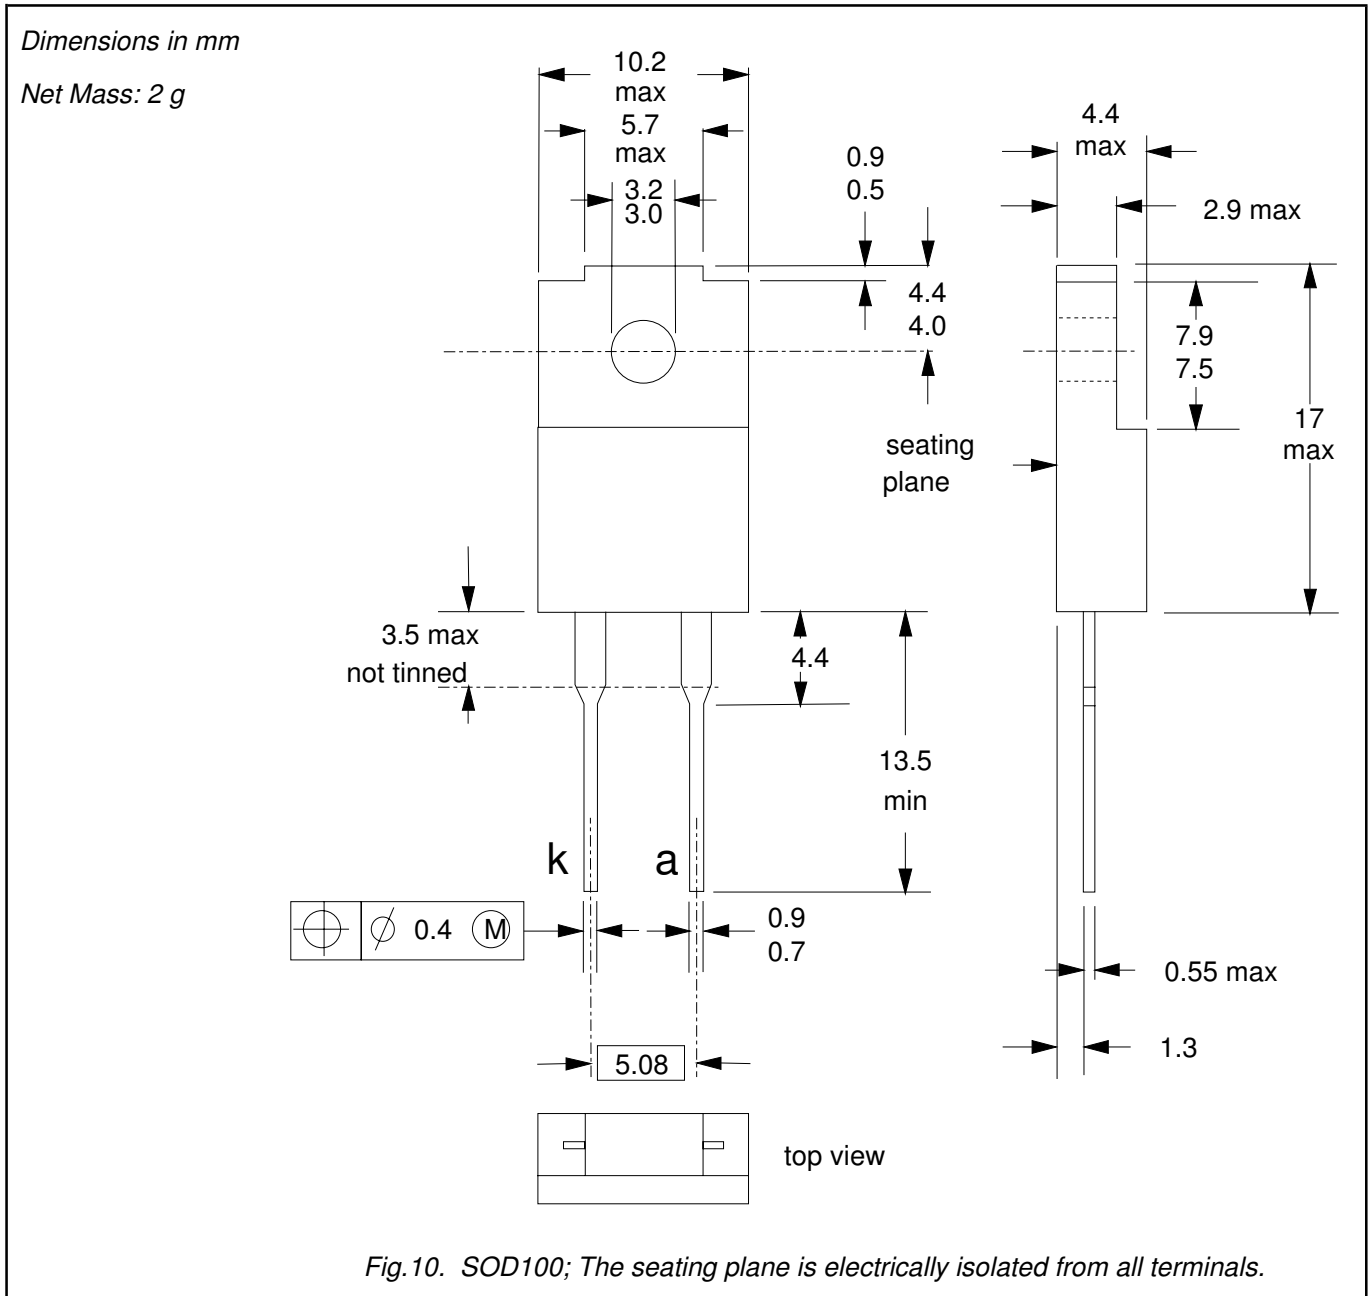 Dimensions in mm
Net Mass: 2 g
10.2
max
5.7
max
3.2
3.0
0.9
0.5
4.4
4.0
4.4
max
2.9 max
7.9
7.5
17
max
seating
plane
3.5 max
not tinned
4.4
13.5
min
k a
⌀ 0.4 Ⓜ
0.9
0.7
0.55 max
1.3
5.08
top view
Fig.10. SOD100; The seating plane is electrically isolated from all terminals.